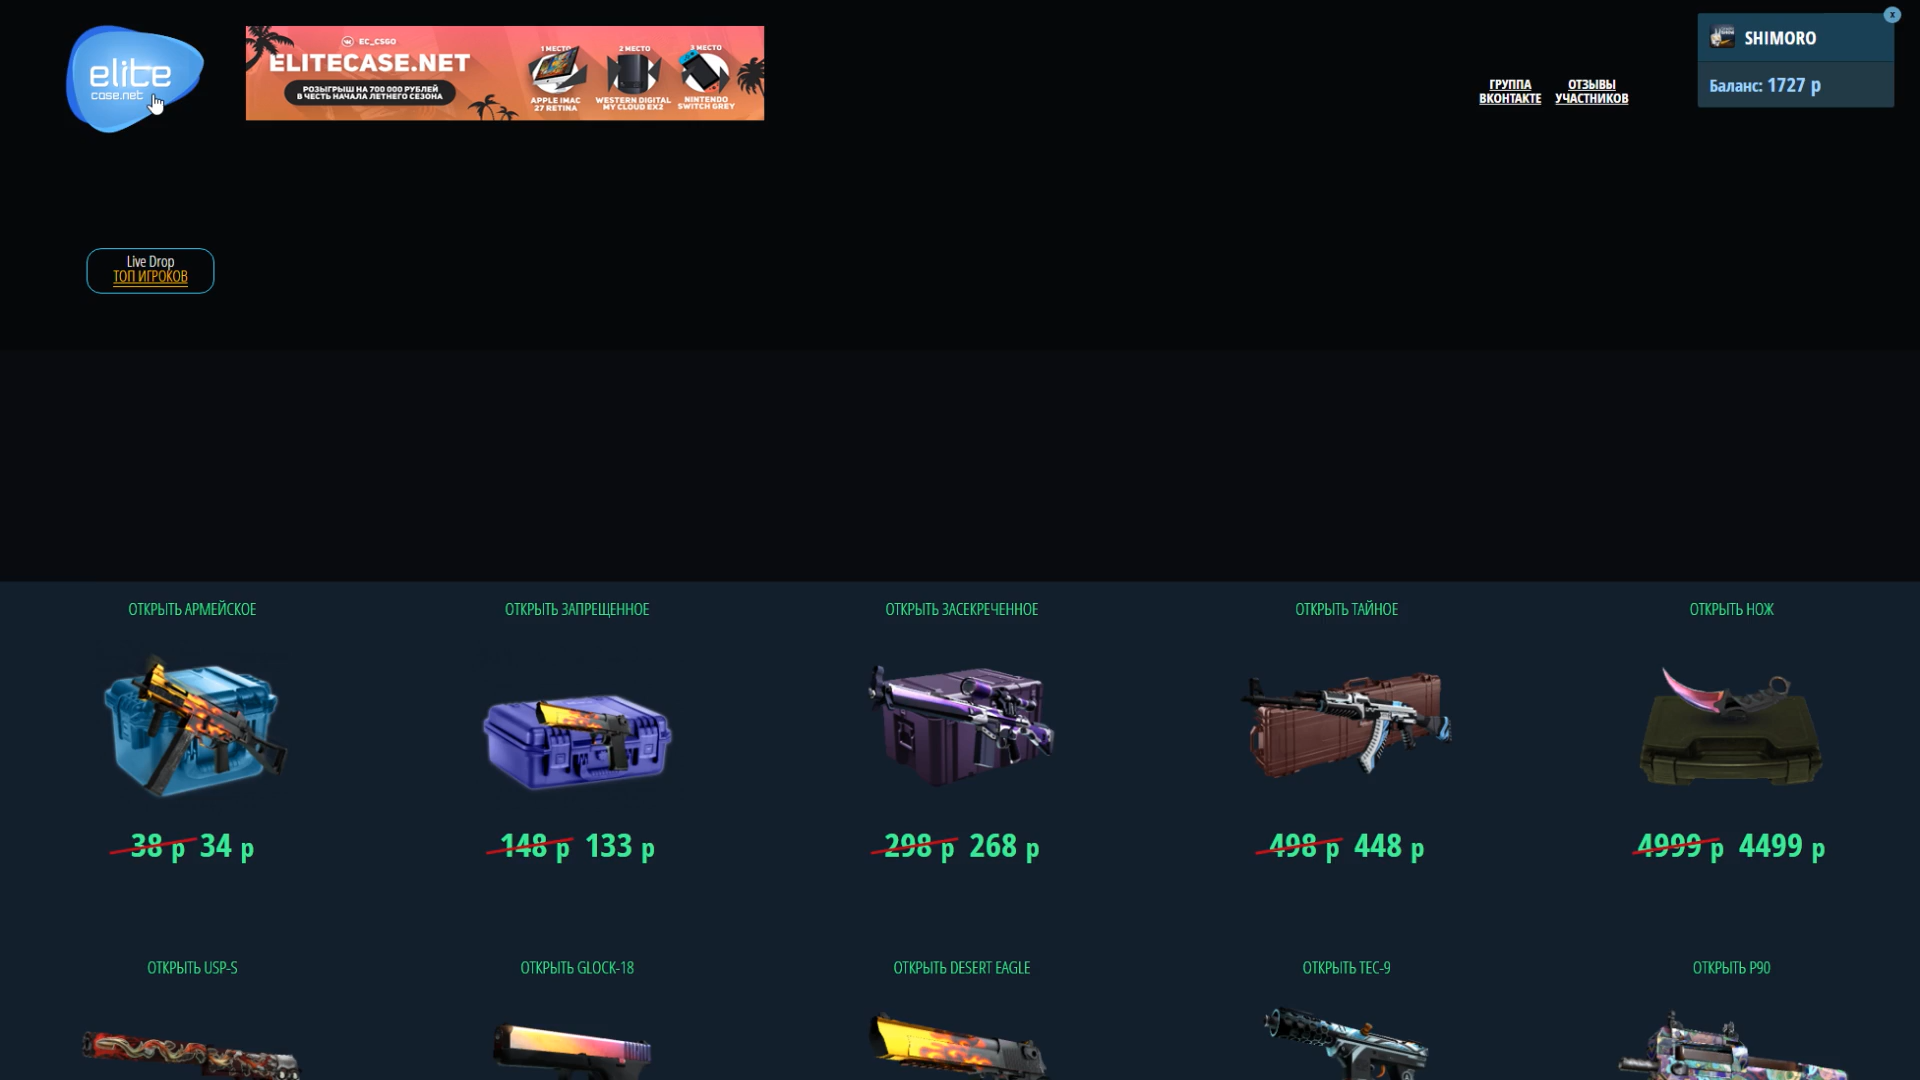 elite
case.net
EC_CSGO
ELITECASE.NET
РОЗЫГРЫШ НА 700 000 РУБЛЕЙ
В ЧЕСТЬ НАЧАЛА ЛЕТНЕГО СЕЗОНА
1 МЕСТО
2 МЕСТО
3 МЕСТО
APPLE IMAC
27 RETINA
WESTERN DIGITAL
MY CLOUD EX2
NINTENDO
SWITCH GREY
ГРУППА
ВКОНТАКТЕ
ОТЗЫВЫ
УЧАСТНИКОВ
x
SHIMORO
Баланс: 1727 р
Live Drop
ТОП ИГРОКОВ
ОТКРЫТЬ АРМЕЙСКОЕ
ОТКРЫТЬ ЗАПРЕЩЕННОЕ
ОТКРЫТЬ ЗАСЕКРЕЧЕННОЕ
ОТКРЫТЬ ТАЙНОЕ
ОТКРЫТЬ НОЖ
38 р 34 р
148 р 133 р
298 р 268 р
498 р 448 р
4999 р 4499 р
ОТКРЫТЬ USP-S
ОТКРЫТЬ GLOCK-18
ОТКРЫТЬ DESERT EAGLE
ОТКРЫТЬ TEC-9
ОТКРЫТЬ P90